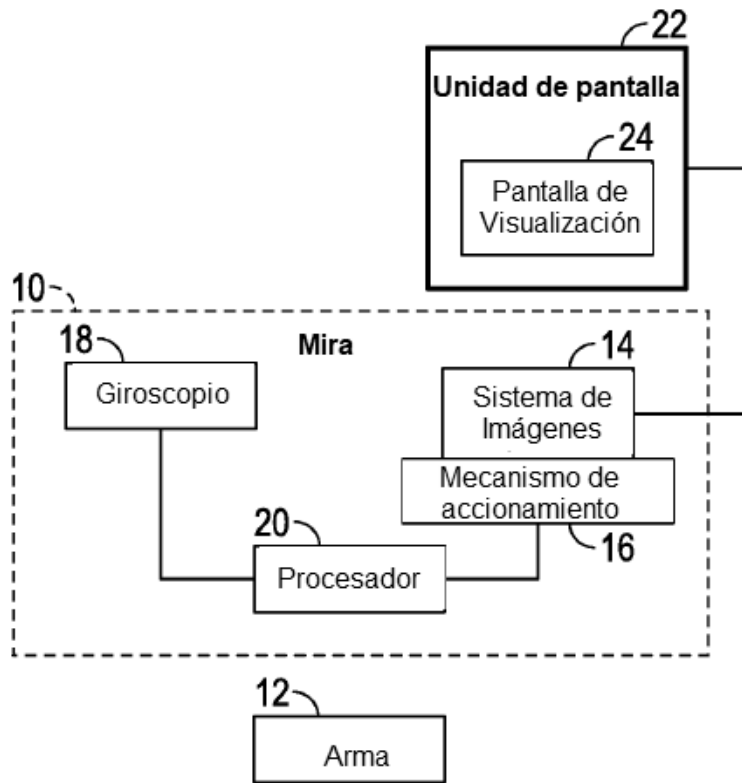 22
Unidad de pantalla
24
Pantalla de
Visualización
10
Mira
18
Giroscopio
14
Sistema de
Imágenes
Mecanismo de
accionamiento
16
20
Procesador
12
Arma